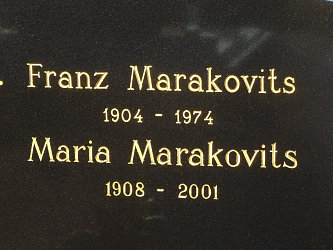 Franz Marakovits
1904 - 1974
Maria Marakovits
1908 - 2001